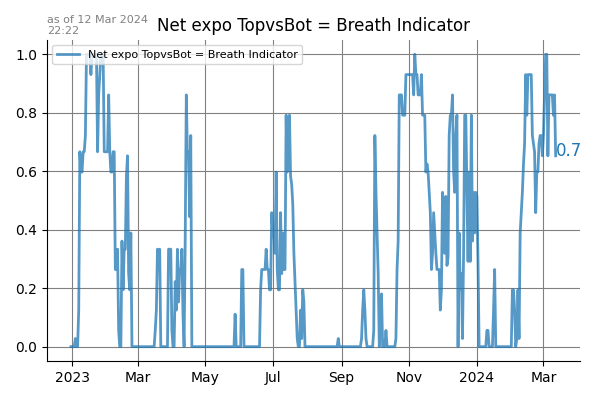 as of 12 Mar 2024
22:22
Net expo TopvsBot = Breath Indicator
Net expo TopvsBot = Breath Indicator
1.0
0.8
0.6
0.4
0.2
0.0
0.7
2023 Mar May Jul Sep Nov 2024 Mar